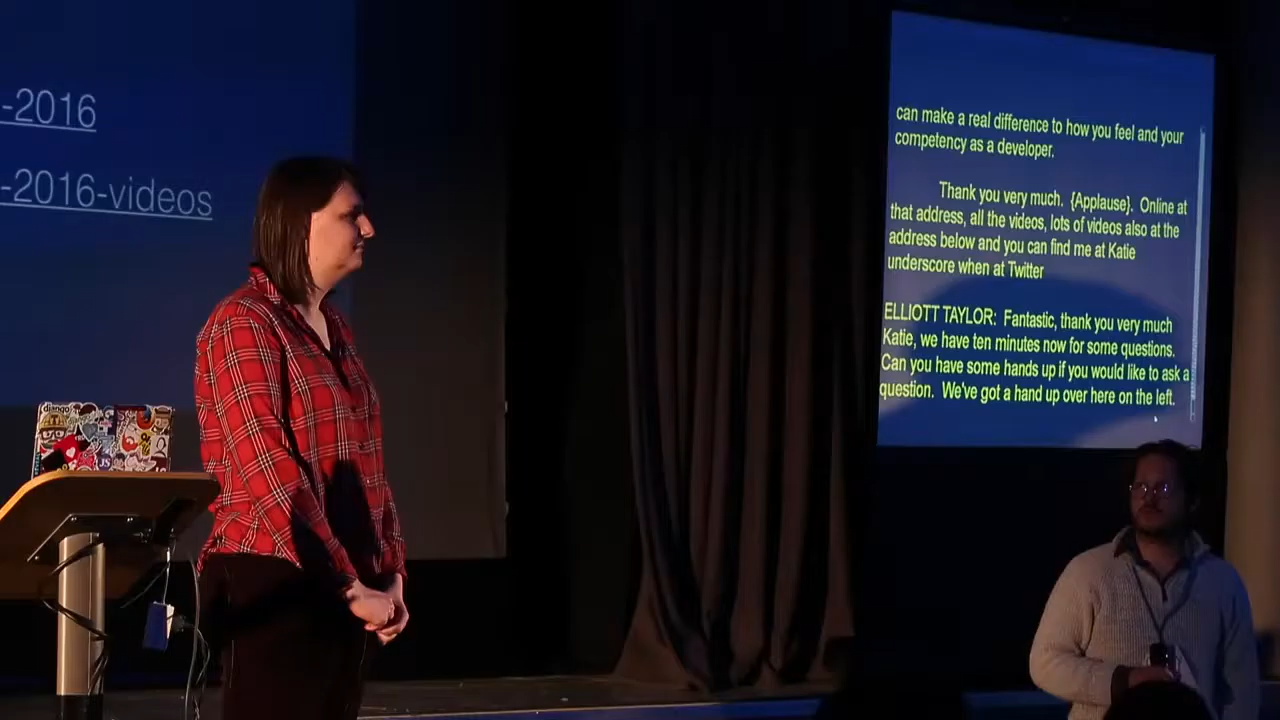 -2016
-2016-videos
can make a real difference to how you feel and your
competency as a developer.
Thank you very much. {Applause}. Online at
that address, all the videos, lots of videos also at the
address below and you can find me at Katie
underscore when at Twitter
ELLIOTT TAYLOR: Fantastic, thank you very much
Katie, we have ten minutes now for some questions.
Can you have some hands up if you would like to ask a
question. We've got a hand up over here on the left.
django
JS